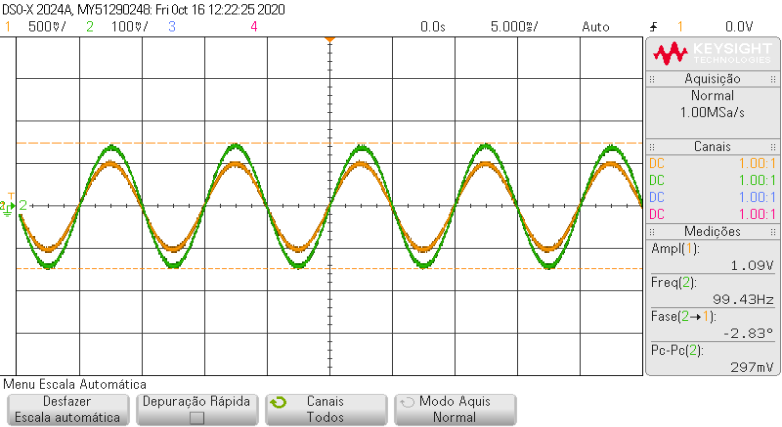 DSO-X 2024A, MY51290248: Fri Oct 16 12:22:25 2020
1 500mV/ 2 100mV/ 3 4 0.0s 5.000ms/ Auto 1 0.0V
KEYSIGHT
TECHNOLOGIES
Aquisição
Normal
1.00MSa/s
Canais
DC 1.00:1
DC 1.00:1
DC 1.00:1
DC 1.00:1
Medições
Ampl(1):
1.09V
Freq(2):
99.43Hz
Fase(2→1):
-2.83°
Pc-Pc(2):
297mV
T
2
2
Menu Escala Automática
Desfazer
Escala automática
Depuração Rápida
Canais
Todos
Modo Aquis
Normal